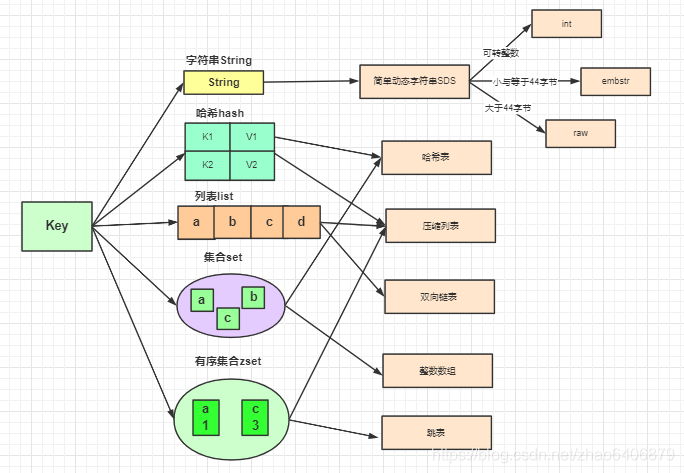 字符串String
String
简单动态字符串SDS
可转整数
int
小与等于44字节
embstr
大于44字节
raw
哈希hash
K1 V1
K2 V2
哈希表
列表list
a b c d
压缩列表
Key
集合set
a b
c
双向链表
整数数组
有序集合zset
a c
1 3
跳表
https://blog.csdn.net/zhao6406879